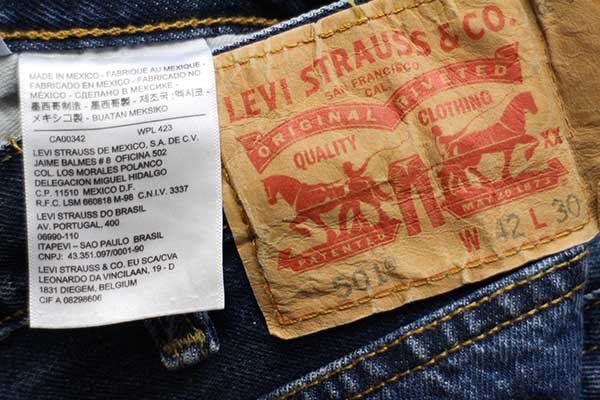 MADE IN MEXICO - FABRIQUE AU MEXIQUE -
FABRICADO EN MEXICO - FABRICADO NO
MÉXICO - СДЕЛАНО В МЕКСИКЕ -
墨西哥制造 - 墨西哥製 - 제조국 - 멕시코 -
メキシコ製 - BUATAN MEKSIKO
CA00342 WPL 423
LEVI STRAUSS DE MEXICO, S.A. DE C.V.
JAIME BALMES # 8 OFICINA 502
COL. LOS MORALES POLANCO
DELEGACION MIGUEL HIDALGO
C.P. 11510 MEXICO D.F.
R.F.C. LSM 660818 M-98 C.N.I.V. 3337
LEVI STRAUSS DO BRASIL
AV. PORTUGAL, 400
06990-110
ITAPEVI – SAO PAULO BRASIL
CNPJ: 43.351.097/0001-90
LEVI STRAUSS & CO. EU SCA/CVA
LEONARDO DA VINCILAAN, 19 - D
1831 DIEGEM, BELGIUM
CIF A 08298606
LEVI STRAUSS & CO.
SAN FRANCISCO
CAL.
ORIGINAL RIVETED
QUALITY CLOTHING
XX
PATENTED
W 42 L 30